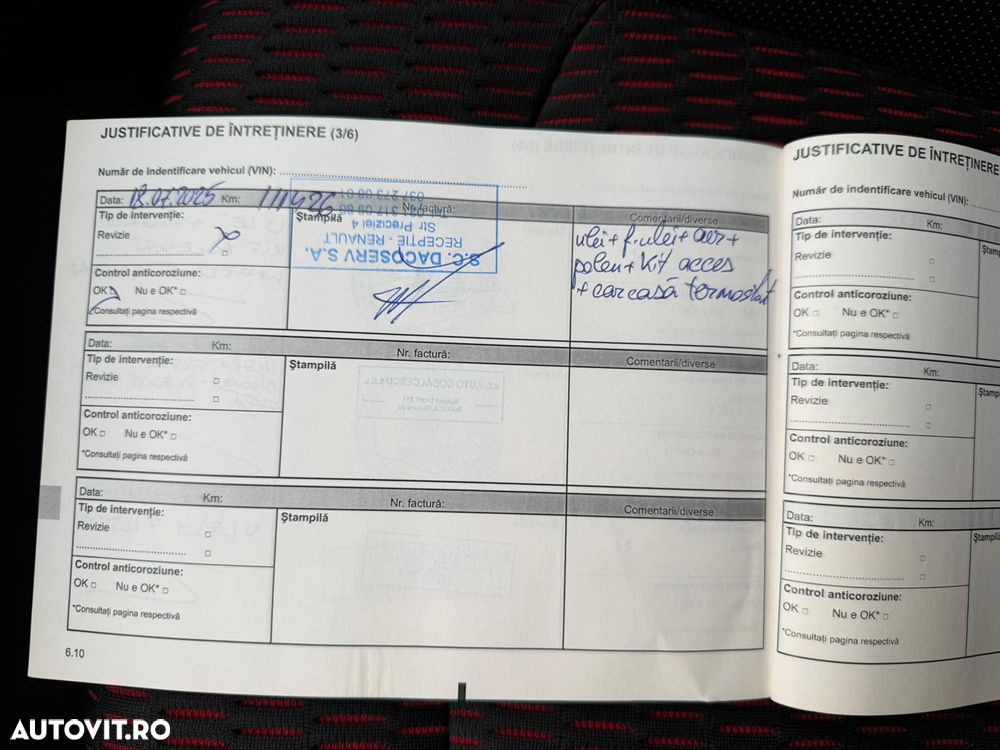 JUSTIFICATIVE DE ÎNTREȚINERE (3/6)
Număr de indentificare vehicul (VIN):
Data: 18.07.2025 Km: 111426 Nr. factură:
Tip de intervenție:
Revizie
Control anticoroziune:
OK □ Nu e OK* □
*Consultați pagina respectivă
Ștampilă
S.C. DACOSERV S.A.
RECEPTIE - RENAULT
Str Preciziei 4
Comentarii/diverse
ulei + f. ulei + aer +
polen + Kit acces
+ carcasă termostat
Data: Km: Nr. factură:
Tip de intervenție:
Revizie □
□
Control anticoroziune:
OK □ Nu e OK* □
*Consultați pagina respectivă
Ștampilă
S.C. AUTO COBĂLCESCU S.R.L.
Comentarii/diverse
Data: Km: Nr. factură:
Tip de intervenție:
Revizie □
□
Control anticoroziune:
OK □ Nu e OK* □
*Consultați pagina respectivă
Ștampilă
Comentarii/diverse
6.10
JUSTIFICATIVE DE ÎNTREȚINERE
Număr de indentificare vehicul (VIN):
Data: Km:
Tip de intervenție:
Revizie □
□
Control anticoroziune:
OK □ Nu e OK* □
*Consultați pagina respectivă
Data: Km:
Tip de intervenție:
Revizie □
□
Control anticoroziune:
OK □ Nu e OK* □
*Consultați pagina respectivă
Data: Km:
Tip de intervenție:
Revizie □
□
Control anticoroziune:
OK □ Nu e OK* □
*Consultați pagina respectivă
AUTOVIT.RO